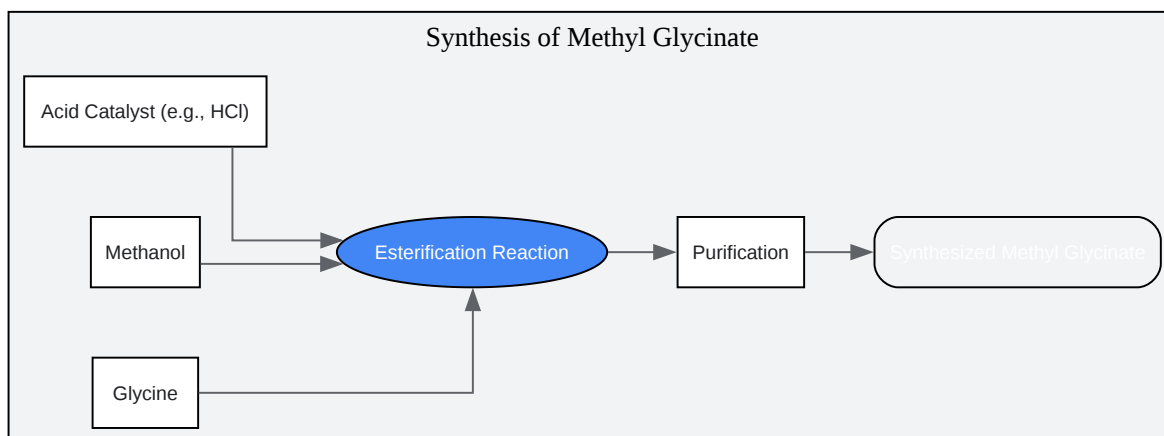 Synthesis of Methyl Glycinate
Acid Catalyst (e.g., HCl)
Methanol
Esterification Reaction
Purification
Synthesized Methyl Glycinate
Glycine